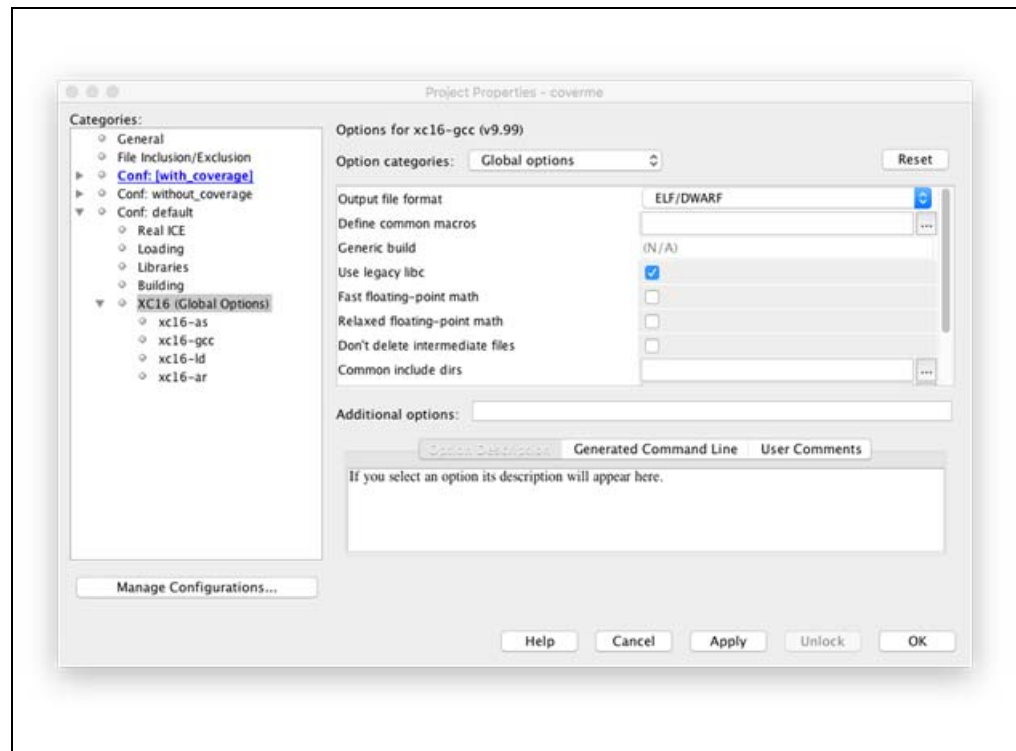 Project Properties - coverme
Categories:
General
File Inclusion/Exclusion
Conf: [with_coverage]
Conf: without_coverage
Conf: default
Real ICE
Loading
Libraries
Building
XC16 (Global Options)
xc16-as
xc16-gcc
xc16-ld
xc16-ar
Manage Configurations...
Options for xc16-gcc (v9.99)
Option categories: Global options Reset
Output file format ELF/DWARF
Define common macros ...
Generic build (N/A)
Use legacy libc
Fast floating-point math
Relaxed floating-point math
Don't delete intermediate files
Common include dirs ...
Additional options:
Option Description Generated Command Line User Comments
If you select an option its description will appear here.
Help Cancel Apply Unlock OK